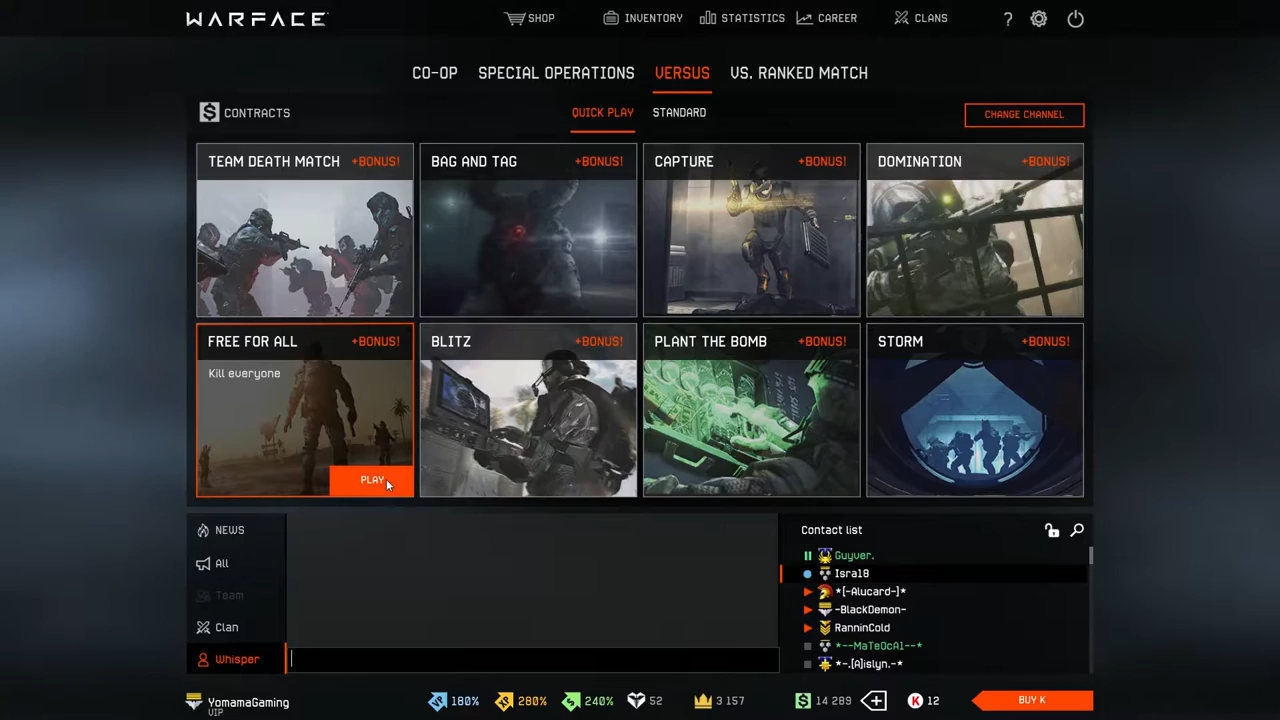 WARFACE
SHOP
INVENTORY
STATISTICS
CAREER
CLANS
?
CO-OP
SPECIAL OPERATIONS
VERSUS
VS. RANKED MATCH
CONTRACTS
QUICK PLAY
STANDARD
CHANGE CHANNEL
TEAM DEATH MATCH +BONUS!
BAG AND TAG +BONUS!
CAPTURE +BONUS!
DOMINATION +BONUS!
FREE FOR ALL +BONUS!
Kill everyone
PLAY
BLITZ +BONUS!
PLANT THE BOMB +BONUS!
STORM +BONUS!
NEWS
All
Team
Clan
Whisper
Contact list
Guyver.
Isra18
*[-Alucard-]*
-BlackDemon-
RanninCold
*--MaTeOcAl--*
*-.[A]islyn.-*
YomamaGaming
VIP
180%
280%
240%
52
3 157
14 289
K 12
BUY K